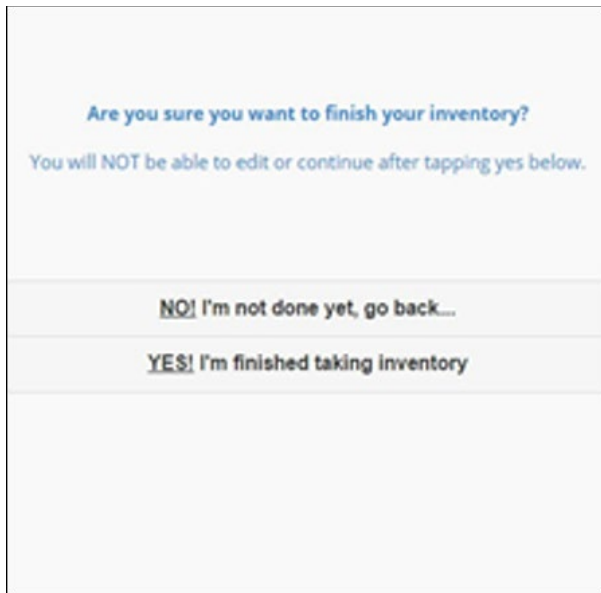 Are you sure you want to finish your inventory?
You will NOT be able to edit or continue after tapping yes below.
NO! I'm not done yet, go back...
YES! I'm finished taking inventory